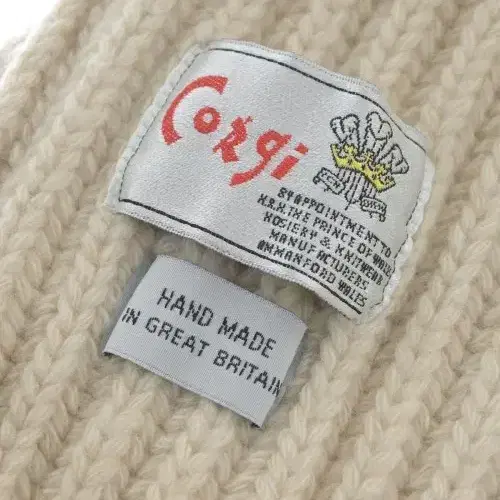 Corgi
BY APPOINTMENT TO
H.R.H. THE PRINCE OF WALES
HOSIERY & KNITWEAR
MANUFACTURERS
AMMANFORD WALES
HAND MADE
IN GREAT BRITAIN